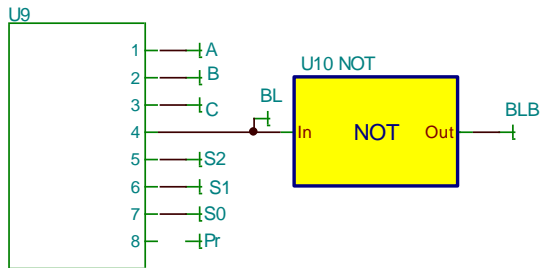 U9
1 A
2 B
3 C
4 BL
5 S2
6 S1
7 S0
8 Pr
U10 NOT
In NOT Out
BLB